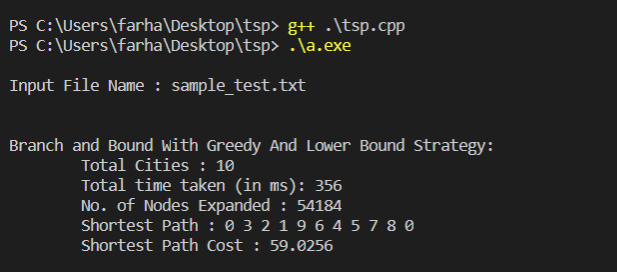 PS C:\Users\farha\Desktop\tsp> g++ .\tsp.cpp
PS C:\Users\farha\Desktop\tsp> .\a.exe
Input File Name : sample_test.txt
Branch and Bound With Greedy And Lower Bound Strategy:
Total Cities : 10
Total time taken (in ms): 356
No. of Nodes Expanded : 54184
Shortest Path : 0 3 2 1 9 6 4 5 7 8 0
Shortest Path Cost : 59.0256